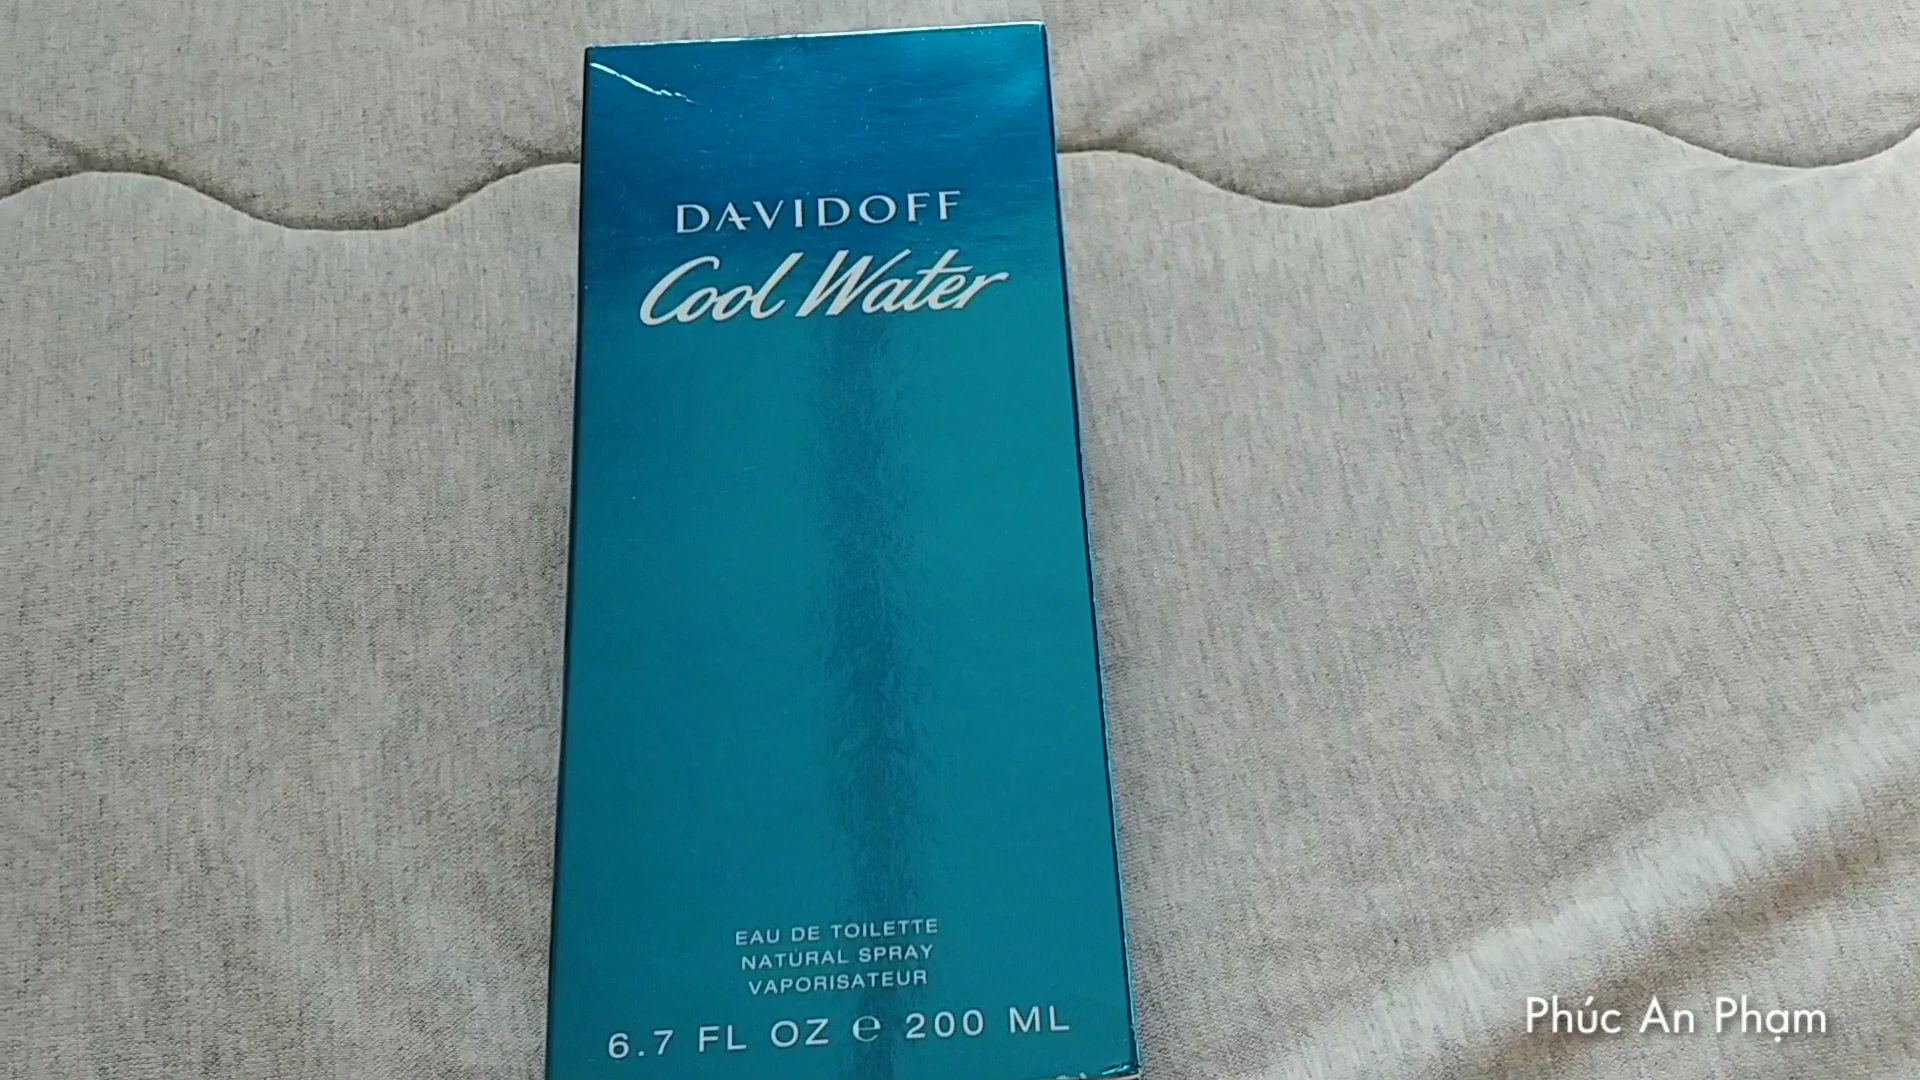 DAVIDOFF
Cool Water
EAU DE TOILETTE
NATURAL SPRAY
VAPORISATEUR
6.7 FL OZ ℮ 200 ML
Phúc An Phạm